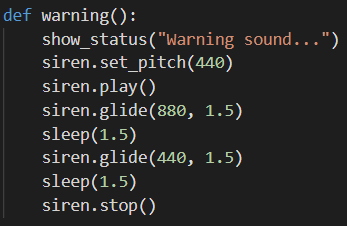 def warning():
    show_status("Warning sound...")
    siren.set_pitch(440)
    siren.play()
    siren.glide(880, 1.5)
    sleep(1.5)
    siren.glide(440, 1.5)
    sleep(1.5)
    siren.stop()